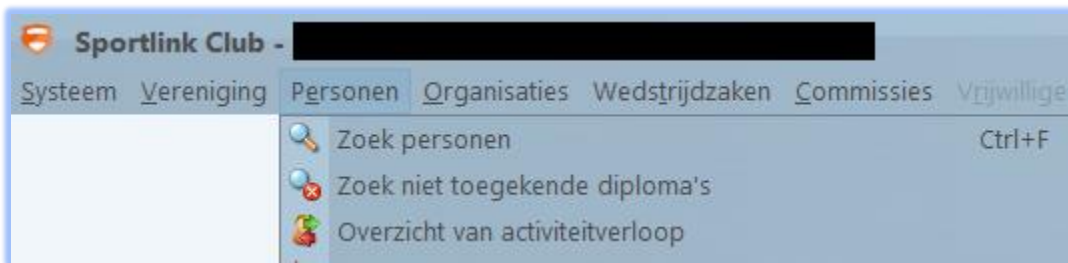 Sportlink Club -
Systeem Vereniging Personen Organisaties Wedstrijdzaken Commissies
Zoek personen Ctrl+F
Zoek niet toegekende diploma's
Overzicht van activiteitverloop